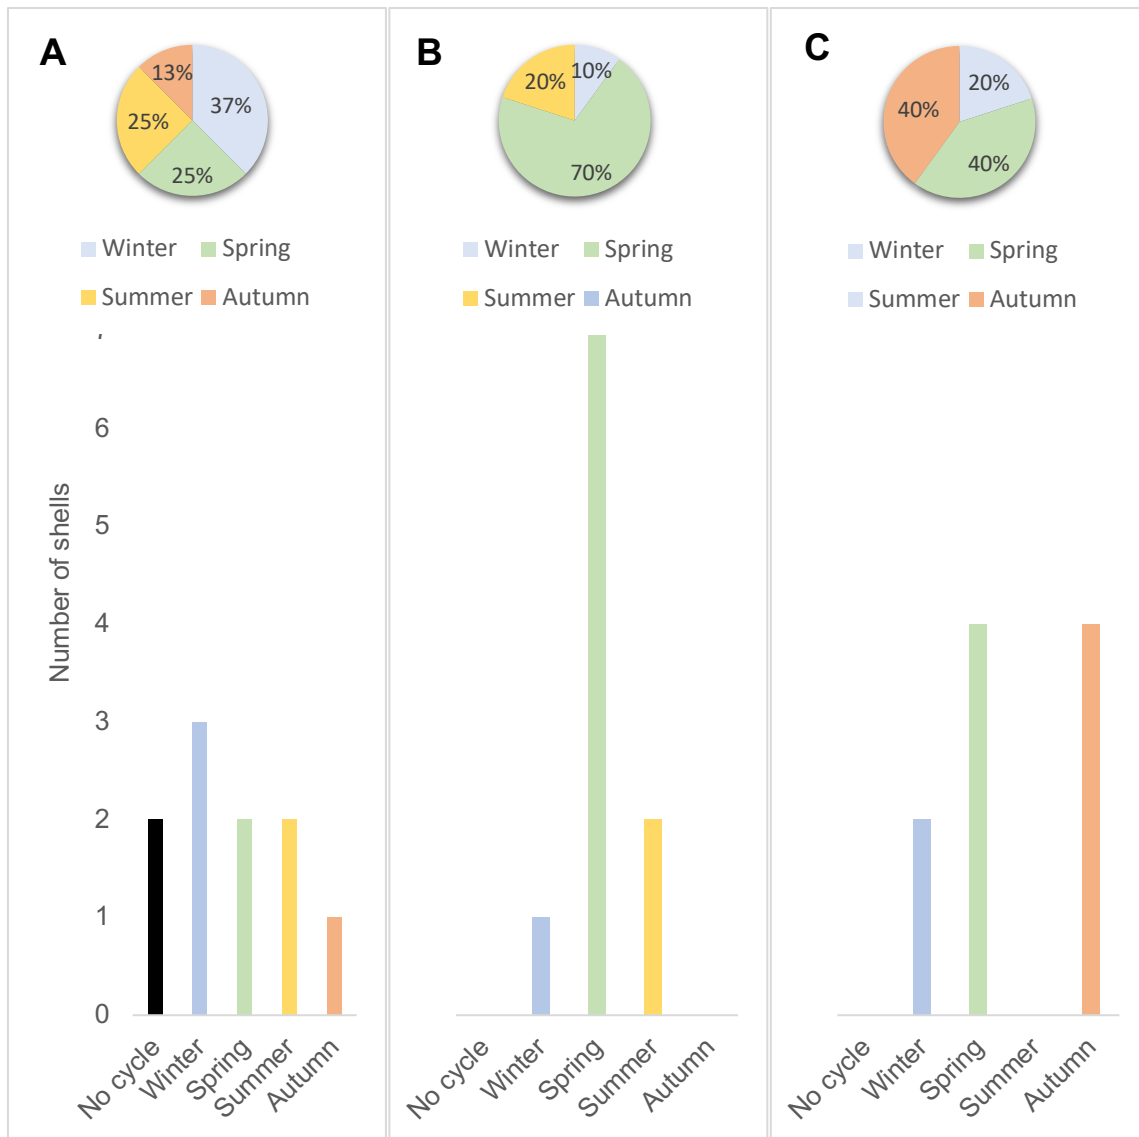 A
13%
37%
25%
25%
Winter Spring
Summer Autumn
B
20% 10%
70%
Winter Spring
Summer Autumn
C
20%
40%
40%
Winter Spring
Summer Autumn
Number of shells
6
5
4
3
2
1
0
No cycle Winter Spring Summer Autumn
No cycle Winter Spring Summer Autumn
No cycle Winter Spring Summer Autumn